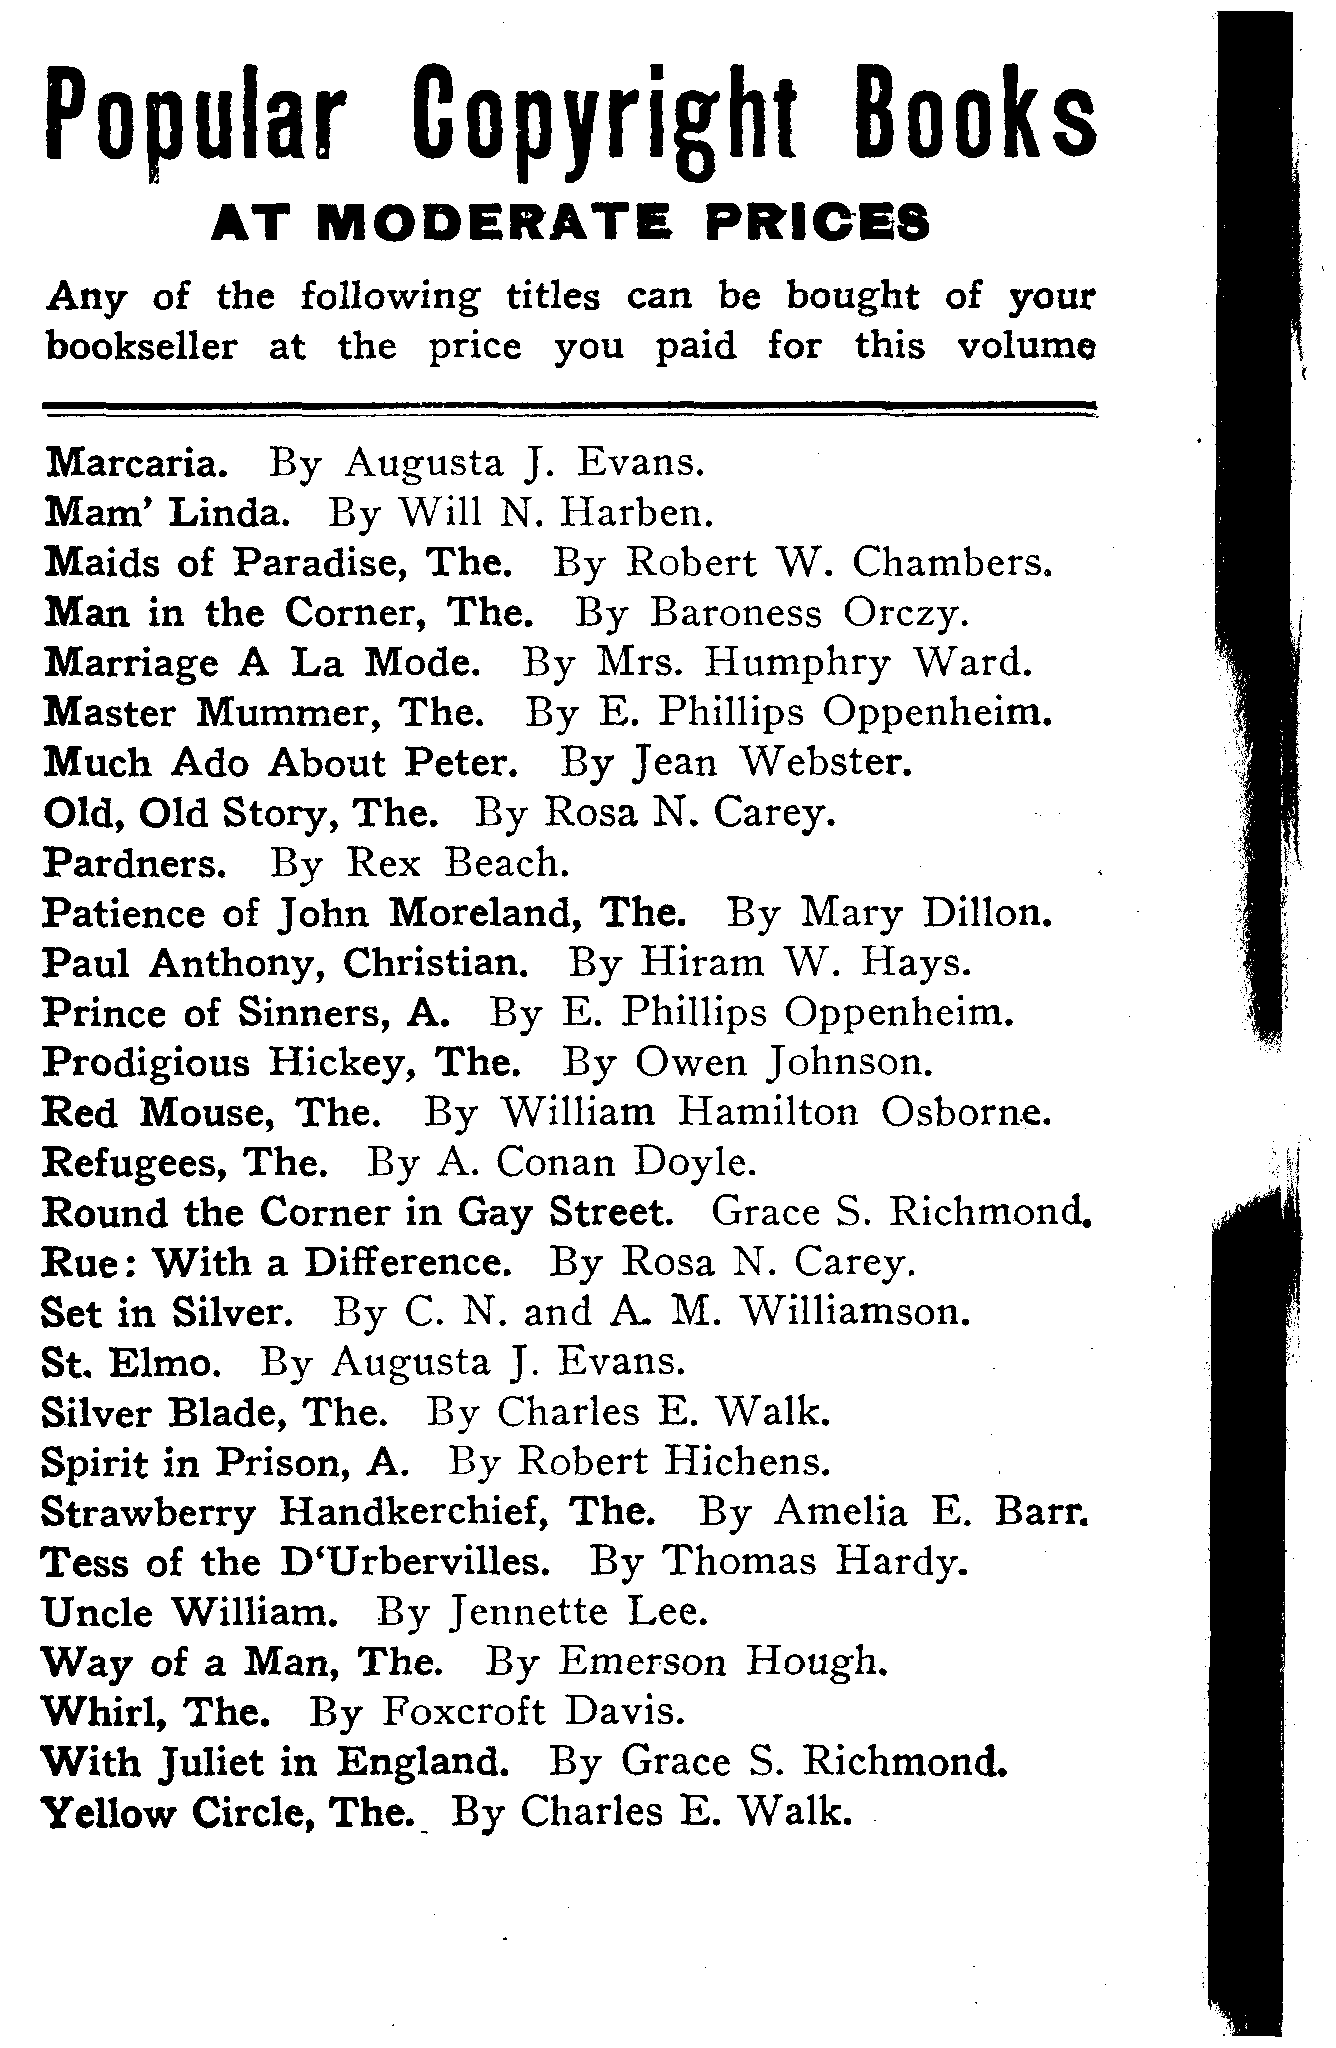 Popular Copyright Books
AT MODERATE PRICES
Any of the following titles can be bought of your
bookseller at the price you paid for this volume
Marcaria. By Augusta J. Evans.
Mam' Linda. By Will N. Harben.
Maids of Paradise, The. By Robert W. Chambers.
Man in the Corner, The. By Baroness Orczy.
Marriage A La Mode. By Mrs. Humphry Ward.
Master Mummer, The. By E. Phillips Oppenheim.
Much Ado About Peter. By Jean Webster.
Old, Old Story, The. By Rosa N. Carey.
Pardners. By Rex Beach.
Patience of John Moreland, The. By Mary Dillon.
Paul Anthony, Christian. By Hiram W. Hays.
Prince of Sinners, A. By E. Phillips Oppenheim.
Prodigious Hickey, The. By Owen Johnson.
Red Mouse, The. By William Hamilton Osborne.
Refugees, The. By A. Conan Doyle.
Round the Corner in Gay Street. Grace S. Richmond.
Rue: With a Difference. By Rosa N. Carey.
Set in Silver. By C. N. and A. M. Williamson.
St. Elmo. By Augusta J. Evans.
Silver Blade, The. By Charles E. Walk.
Spirit in Prison, A. By Robert Hichens.
Strawberry Handkerchief, The. By Amelia E. Barr.
Tess of the D‘Urbervilles. By Thomas Hardy.
Uncle William. By Jennette Lee.
Way of a Man, The. By Emerson Hough.
Whirl, The. By Foxcroft Davis.
With Juliet in England. By Grace S. Richmond.
Yellow Circle, The. By Charles E. Walk.